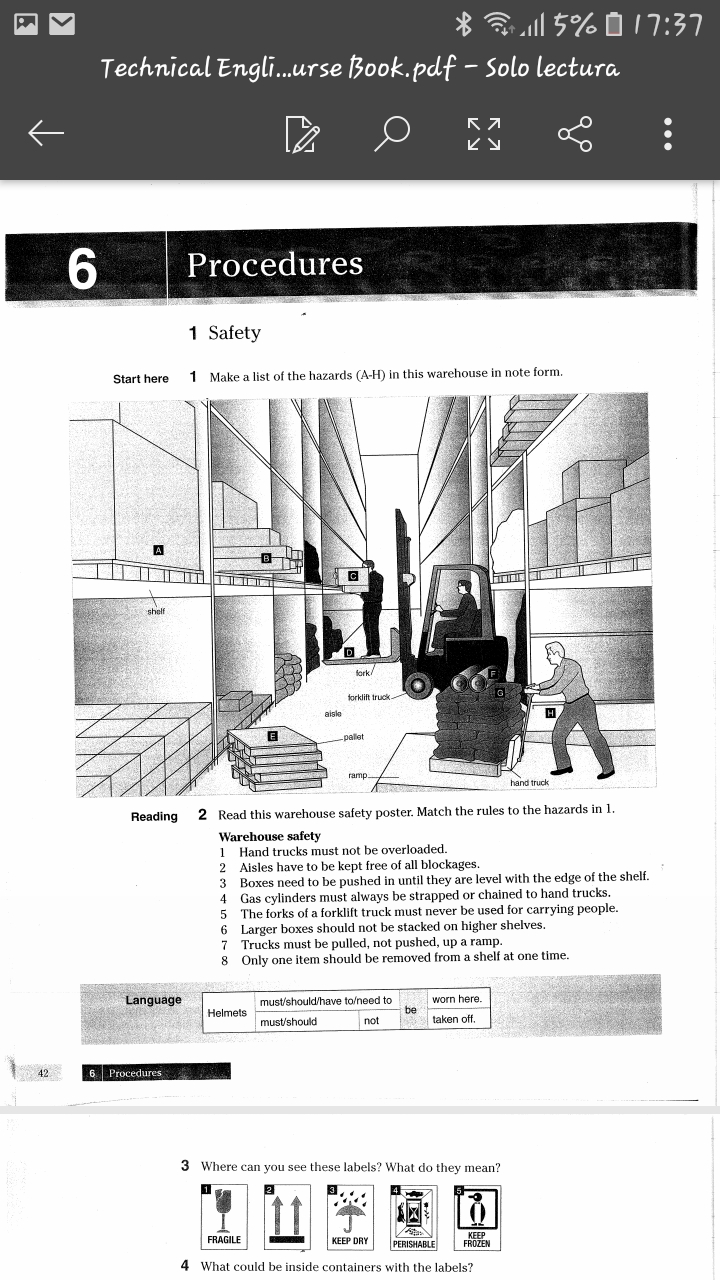 5% 17:37
Technical Engli...urse Book.pdf – Solo lectura
6 Procedures
1 Safety
Start here 1 Make a list of the hazards (A-H) in this warehouse in note form.
A
B
C
shelf
D
fork
F
forklift truck
G
aisle
H
E
pallet
ramp
hand truck
Reading 2 Read this warehouse safety poster. Match the rules to the hazards in 1.
Warehouse safety
1 Hand trucks must not be overloaded.
2 Aisles have to be kept free of all blockages.
3 Boxes need to be pushed in until they are level with the edge of the shelf.
4 Gas cylinders must always be strapped or chained to hand trucks.
5 The forks of a forklift truck must never be used for carrying people.
6 Larger boxes should not be stacked on higher shelves.
7 Trucks must be pulled, not pushed, up a ramp.
8 Only one item should be removed from a shelf at one time.
Language
Helmets must/should/have to/need to be worn here.
must/should not taken off.
42 6 Procedures
3 Where can you see these labels? What do they mean?
1 2 3 4 5
FRAGILE KEEP DRY PERISHABLE KEEP FROZEN
4 What could be inside containers with the labels?